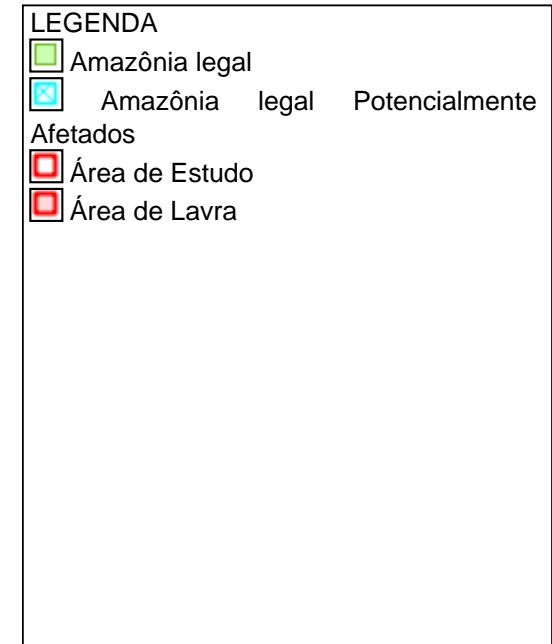 LEGENDA
Amazônia legal
Amazônia legal Potencialmente
Afetados
Área de Estudo
Área de Lavra